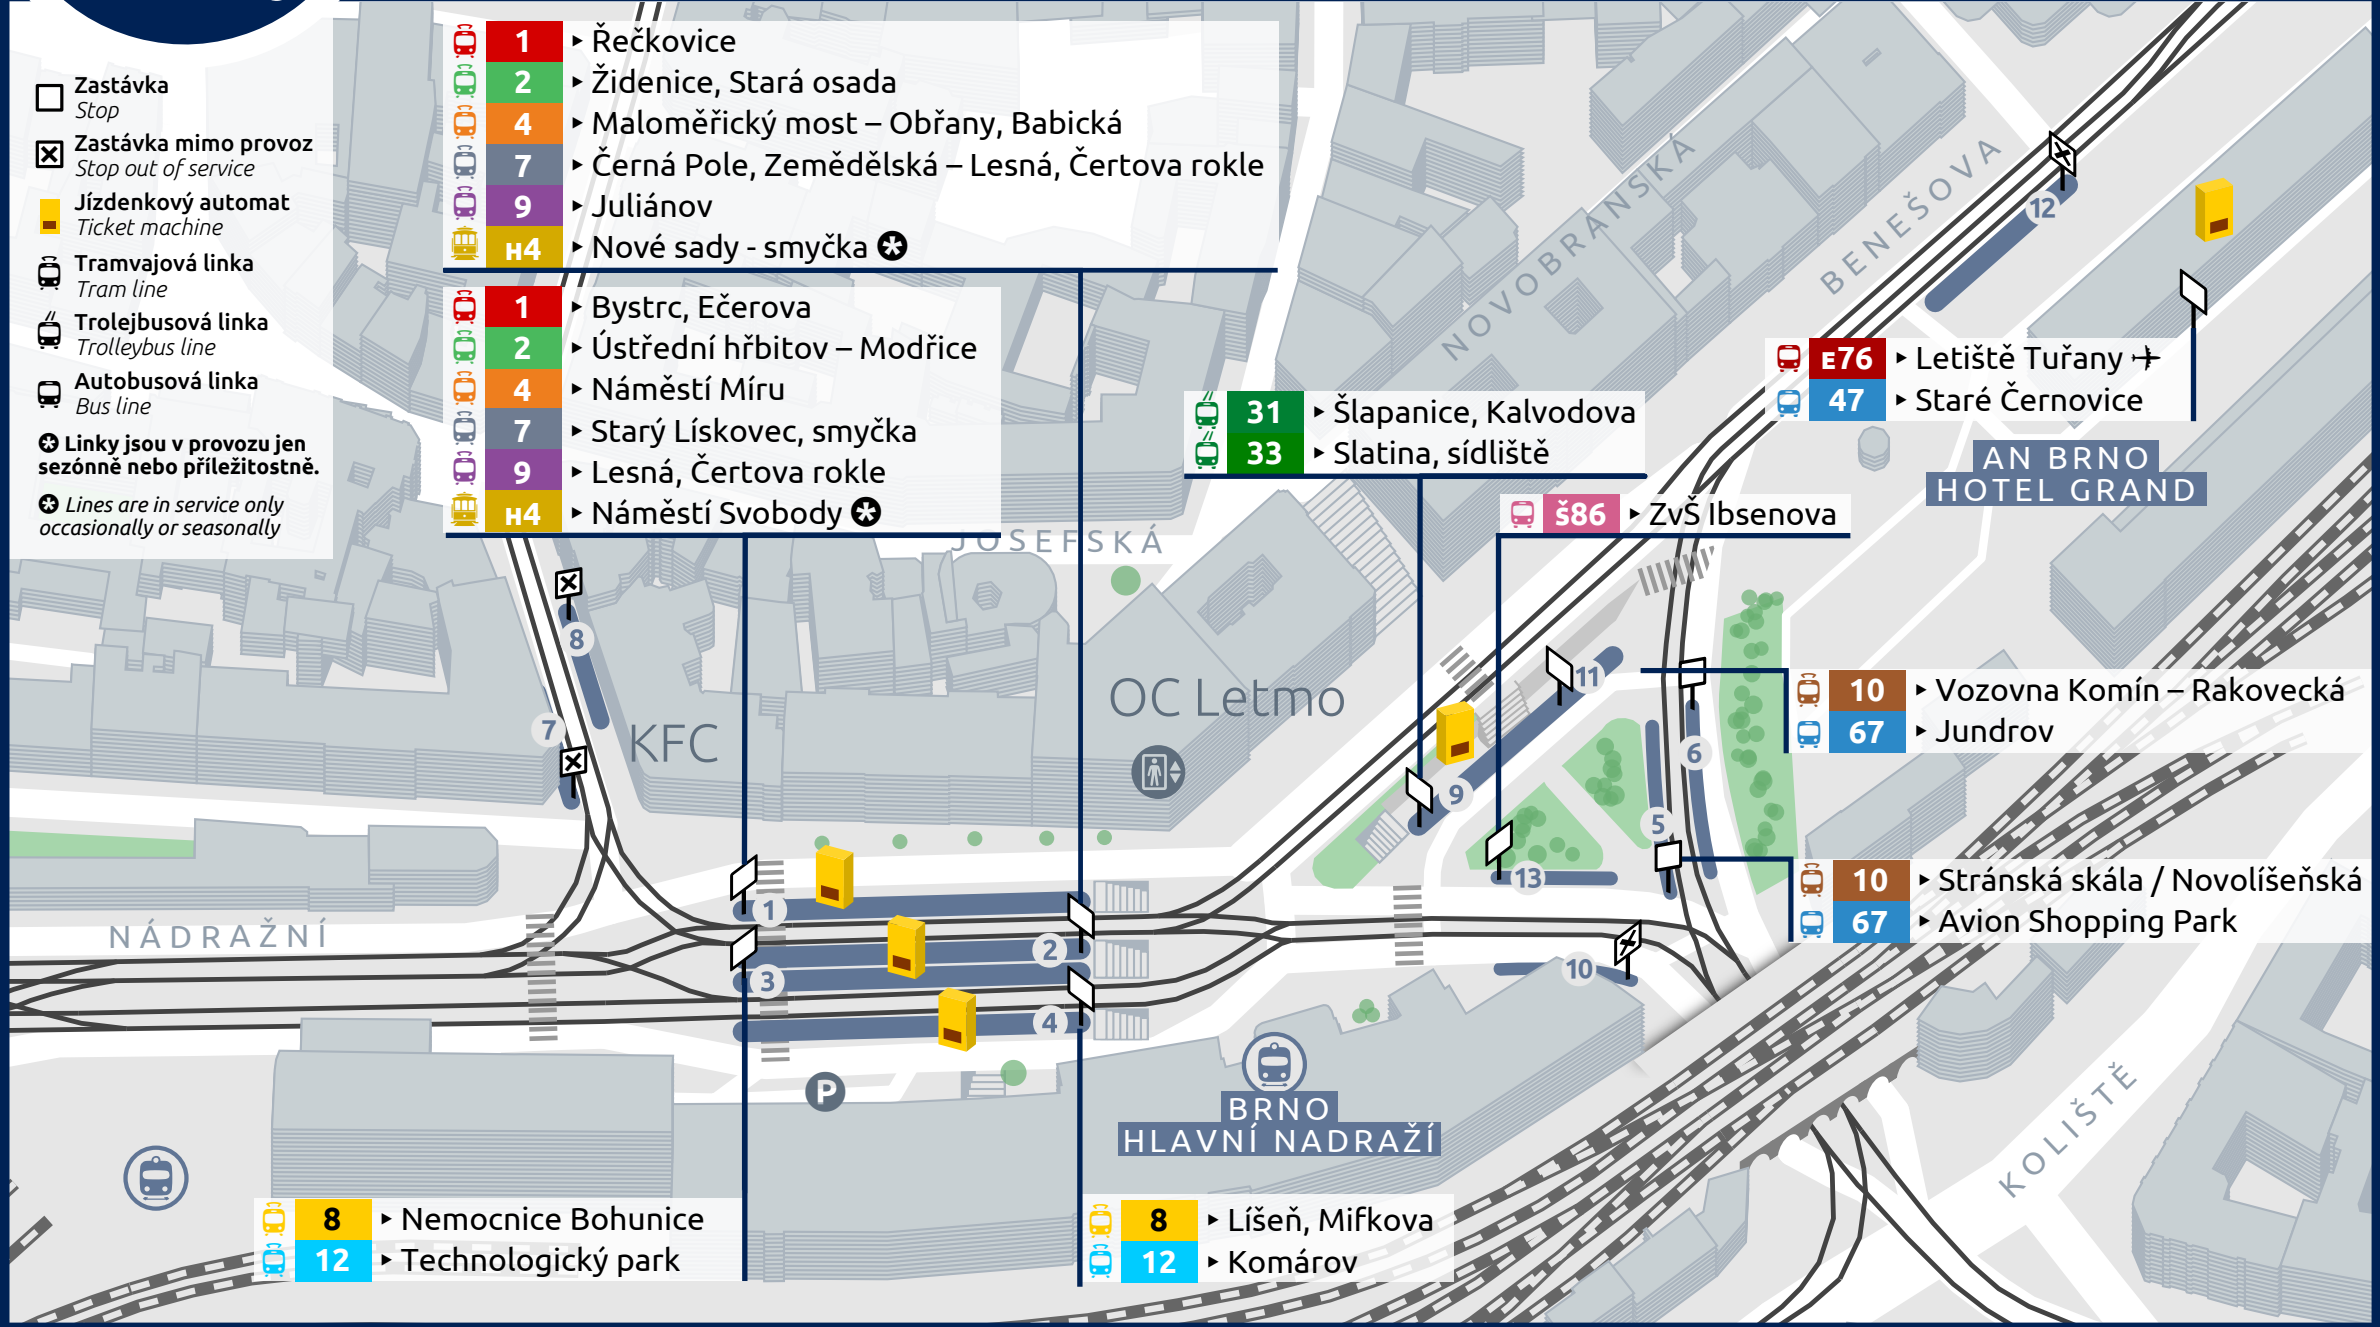 Zastávka
Stop
Zastávka mimo provoz
Stop out of service
Jízdenkový automat
Ticket machine
Tramvajová linka
Tram line
Trolejbusová linka
Trolleybus line
Autobusová linka
Bus line
Linky jsou v provozu jen
sezónně nebo příležitostně.
Lines are in service only
occasionally or seasonally
1 Řečkovice
2 Židenice, Stará osada
4 Maloměřický most – Obřany, Babická
7 Černá Pole, Zemědělská – Lesná, Čertova rokle
9 Juliánov
H4 Nové sady - smyčka
1 Bystrc, Ečerova
2 Ústřední hřbitov – Modřice
4 Náměstí Míru
7 Starý Lískovec, smyčka
9 Lesná, Čertova rokle
H4 Náměstí Svobody
JOSEFSKÁ
NOVOBRANSKÁ
BENEŠOVA
12
E76 Letiště Tuřany
47 Staré Černovice
AN BRNO
HOTEL GRAND
31 Šlapanice, Kalvodova
33 Slatina, sídliště
Š86 ZvŠ Ibsenova
8
7
KFC
OC Letmo
11
9
6
5
13
10
10 Vozovna Komín – Rakovecká
67 Jundrov
10 Stránská skála / Novolíšeňská
67 Avion Shopping Park
NÁDRAŽNÍ
1
2
3
4
P
BRNO
HLAVNÍ NADRAŽÍ
KOLIŠTĚ
8 Nemocnice Bohunice
12 Technologický park
8 Líšeň, Mifkova
12 Komárov